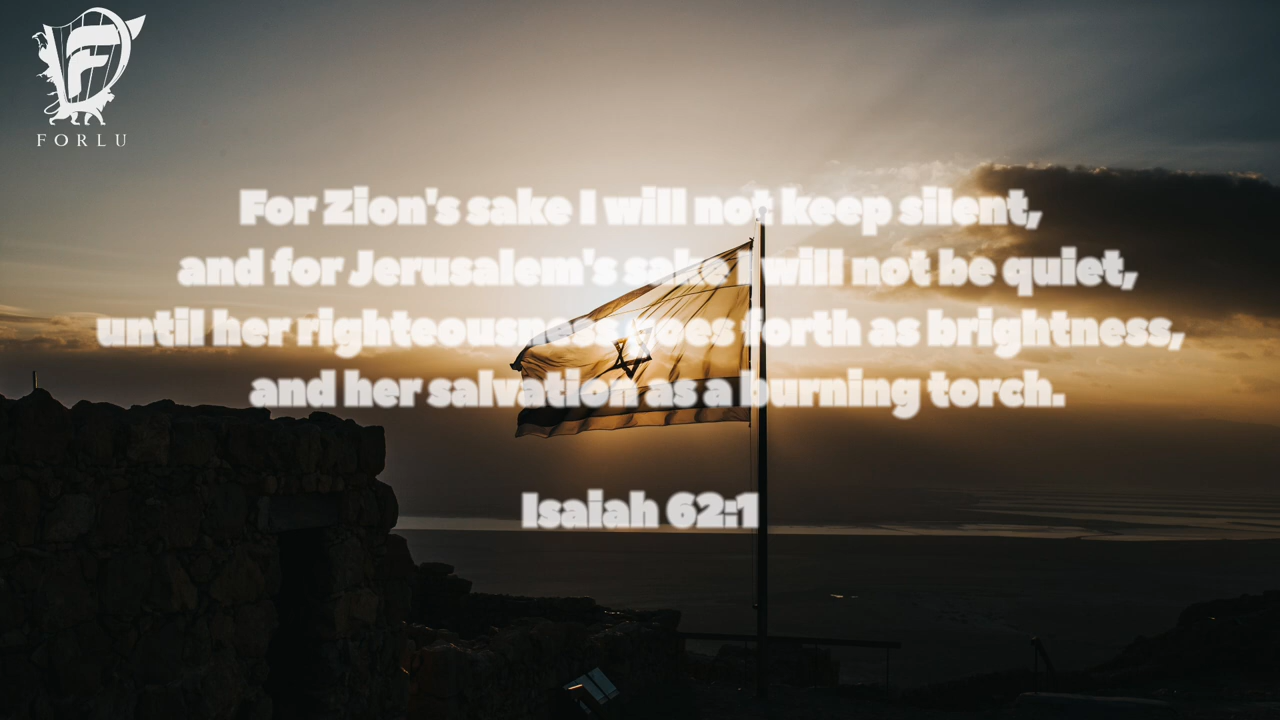 FORLU
For Zion's sake I will not keep silent,
and for Jerusalem's sake I will not be quiet,
until her righteousness goes forth as brightness,
and her salvation as a burning torch.
Isaiah 62:1